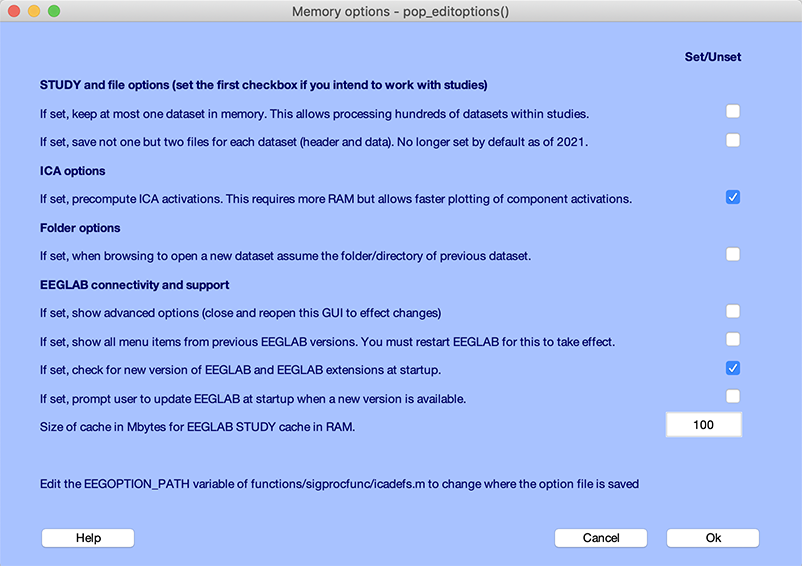 Memory options - pop_editoptions()
Set/Unset
STUDY and file options (set the first checkbox if you intend to work with studies)
If set, keep at most one dataset in memory. This allows processing hundreds of datasets within studies.
If set, save not one but two files for each dataset (header and data). No longer set by default as of 2021.
ICA options
If set, precompute ICA activations. This requires more RAM but allows faster plotting of component activations.
Folder options
If set, when browsing to open a new dataset assume the folder/directory of previous dataset.
EEGLAB connectivity and support
If set, show advanced options (close and reopen this GUI to effect changes)
If set, show all menu items from previous EEGLAB versions. You must restart EEGLAB for this to take effect.
If set, check for new version of EEGLAB and EEGLAB extensions at startup.
If set, prompt user to update EEGLAB at startup when a new version is available.
Size of cache in Mbytes for EEGLAB STUDY cache in RAM. 100
Edit the EEGOPTION_PATH variable of functions/sigprocfunc/icadefs.m to change where the option file is saved
Help Cancel Ok